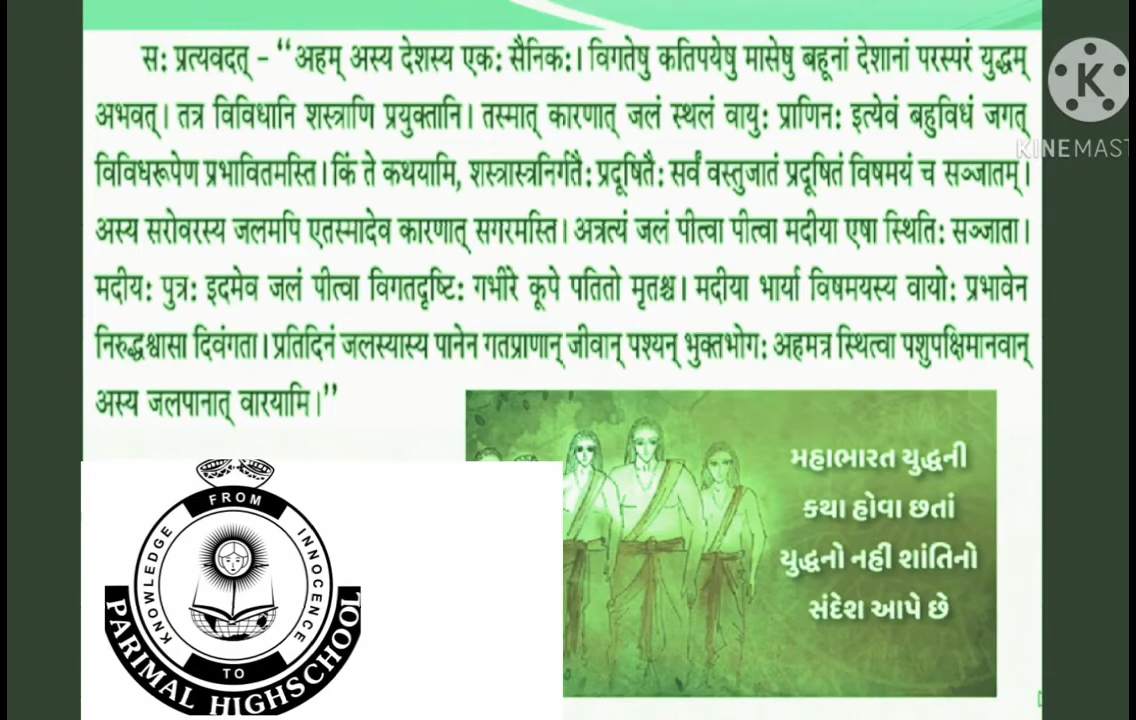 सः प्रत्यवदत् – “अहम् अस्य देशस्य एकः सैनिकः। विगतेषु कतिपयेषु मासेषु बहूनां देशानां परस्परं युद्धम्
अभवत्। तत्र विविधानि शस्त्राणि प्रयुक्तानि। तस्मात् कारणात् जलं स्थलं वायुः प्राणिनः इत्येवं बहुविधं जगत्
विविधरूपेण प्रभावितमस्ति। किं ते कथयामि, शस्त्रास्त्रनिर्गतैः प्रदूषितैः सर्वं वस्तुजातं प्रदूषितं विषमयं च सञ्जातम्।
अस्य सरोवरस्य जलमपि एतस्मादेव कारणात् सगरमस्ति। अत्रत्यं जलं पीत्वा पीत्वा मदीया एषा स्थितिः सञ्जाता।
मदीयः पुत्रः इदमेव जलं पीत्वा विगतदृष्टिः गभीरे कूपे पतितो मृतश्च। मदीया भार्या विषमयस्य वायोः प्रभावेन
निरुद्धश्वासा दिवंगता। प्रतिदिनं जलस्यास्य पानेन गतप्राणान् जीवान् पश्यन् भुक्तभोगः अहमत्र स्थित्वा पशुपक्षिमानवान्
अस्य जलपानात् वारयामि।”
K
KINEMAST
મહાભારત યુદ્ધની
કથા હોવા છતાં
યુદ્ધનો નહી શાંતિનો
સંદેશ આપે છે
KNOWLEDGE FROM INNOCENCE
TO
PARIMAL HIGHSCHOOL